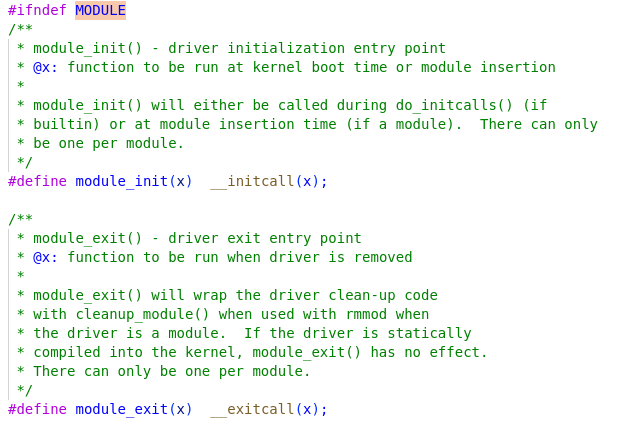 #ifndef MODULE
/**
 * module_init() - driver initialization entry point
 * @x: function to be run at kernel boot time or module insertion
 *
 * module_init() will either be called during do_initcalls() (if
 * builtin) or at module insertion time (if a module).  There can only
 * be one per module.
 */
#define module_init(x)  __initcall(x);

/**
 * module_exit() - driver exit entry point
 * @x: function to be run when driver is removed
 *
 * module_exit() will wrap the driver clean-up code
 * with cleanup_module() when used with rmmod when
 * the driver is a module.  If the driver is statically
 * compiled into the kernel, module_exit() has no effect.
 * There can only be one per module.
 */
#define module_exit(x)  __exitcall(x);